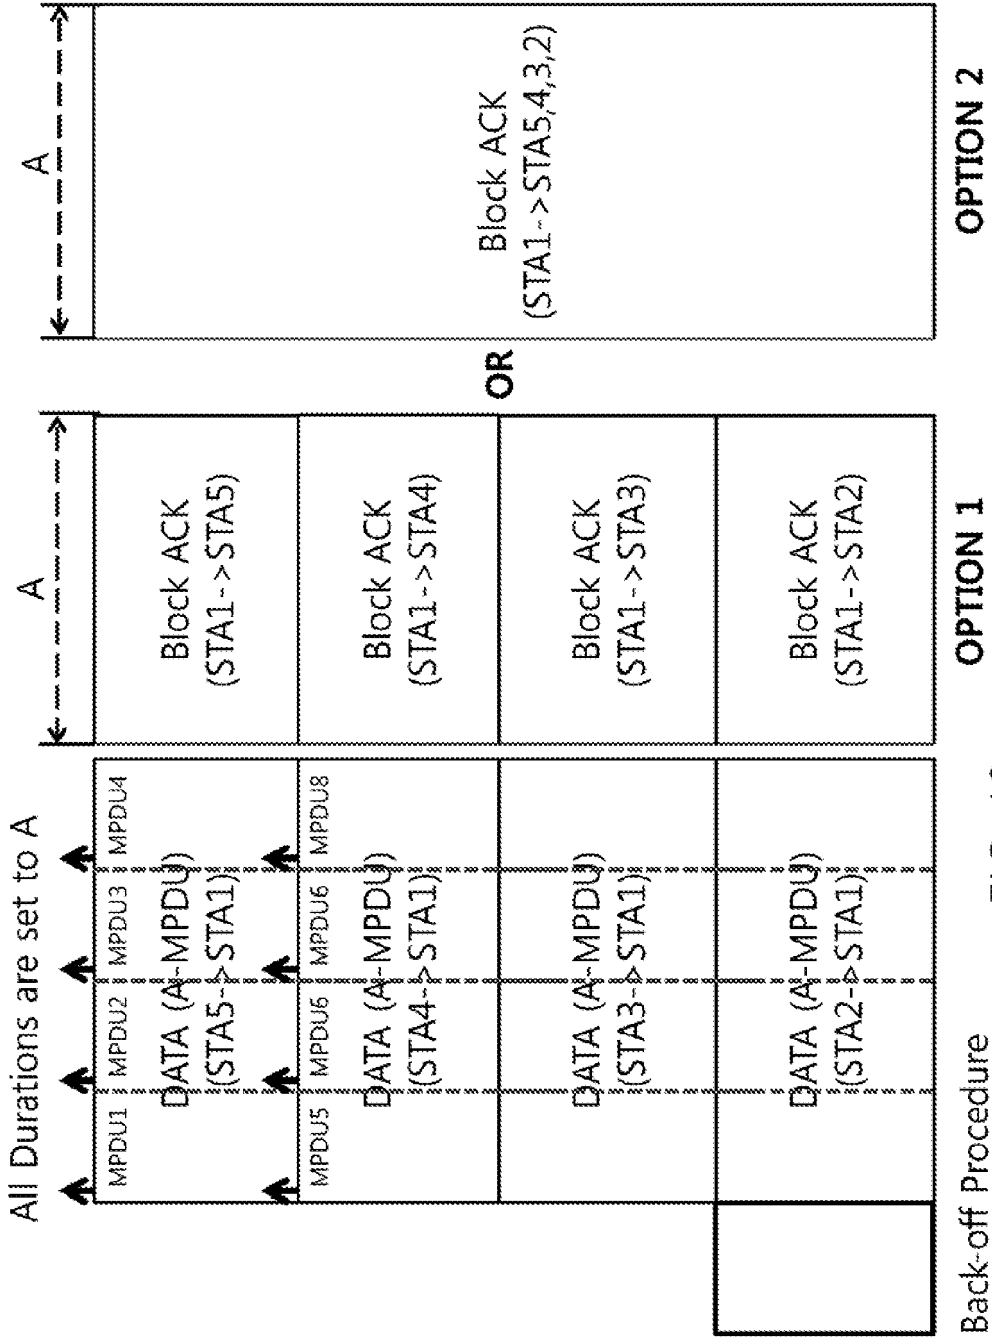 All Durations are set to A
A
A
MPDU1 MPDU2 MPDU3 MPDU4
DATA (A-MPDU)
(STA5->STA1)
Block ACK
(STA1->STA5)
MPDU5 MPDU6 MPDU6 MPDU8
DATA (A-MPDU)
(STA4->STA1)
Block ACK
(STA1->STA4)
OR
Block ACK
(STA1->STA5,4,3,2)
DATA (A-MPDU)
(STA3->STA1)
Block ACK
(STA1->STA3)
DATA (A-MPDU)
(STA2->STA1)
Block ACK
(STA1->STA2)
Back-off Procedure
OPTION 1
OPTION 2